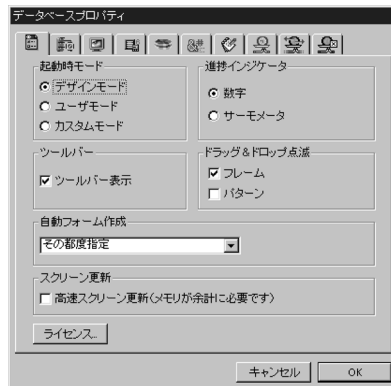 データベースプロパティ
起動時モード
デザインモード
ユーザモード
カスタムモード
進捗インジケータ
数字
サーモメータ
ツールバー
ツールバー表示
ドラッグ&ドロップ点滅
フレーム
パターン
自動フォーム作成
その都度指定
スクリーン更新
高速スクリーン更新(メモリが余計に必要です)
ライセンス...
キャンセル
OK